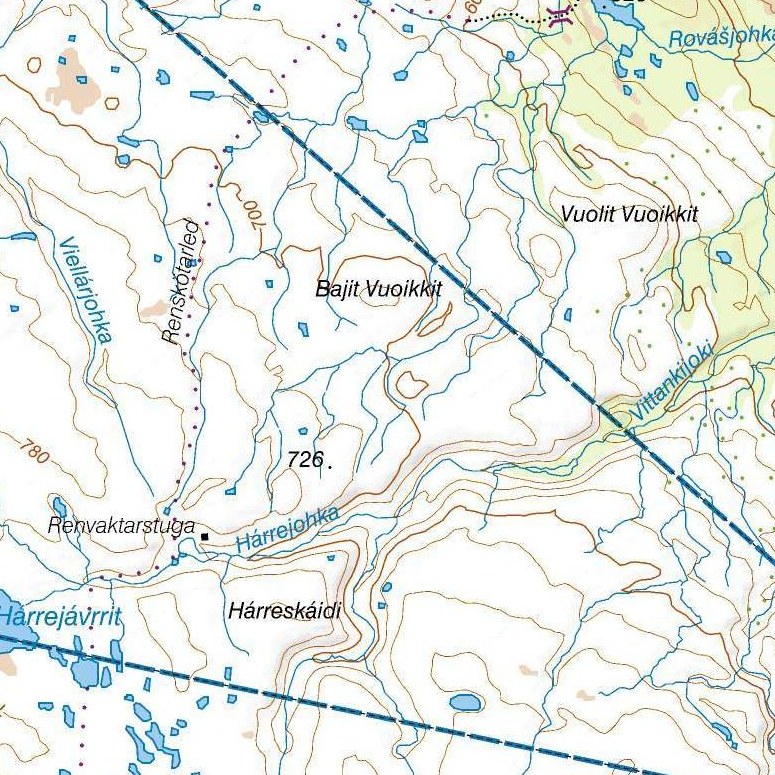 Rovášjohka
Vuolit Vuoikkit
700
Viellárjohka
Renskötarled
Bajit Vuoikkit
Vittankijoki
780
726
Renvaktarstuga
Hárrejohka
Hárrejávrrit
Hárreskáidi